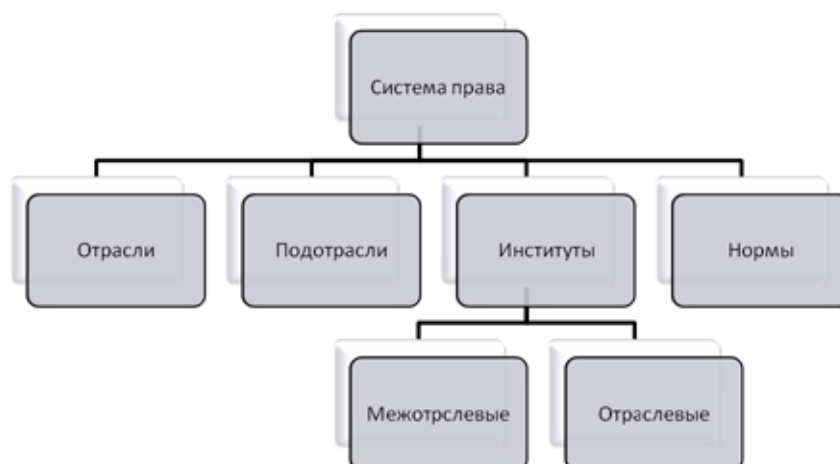 Система права
Отрасли
Подотрасли
Институты
Нормы
Межотрслевые
Отраслевые